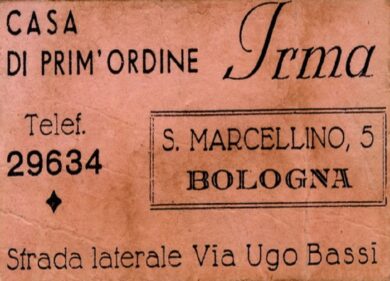 CASA
DI PRIM'ORDINE
Irma
Telef.
29634
S. MARCELLINO, 5
BOLOGNA
Strada laterale Via Ugo Bassi